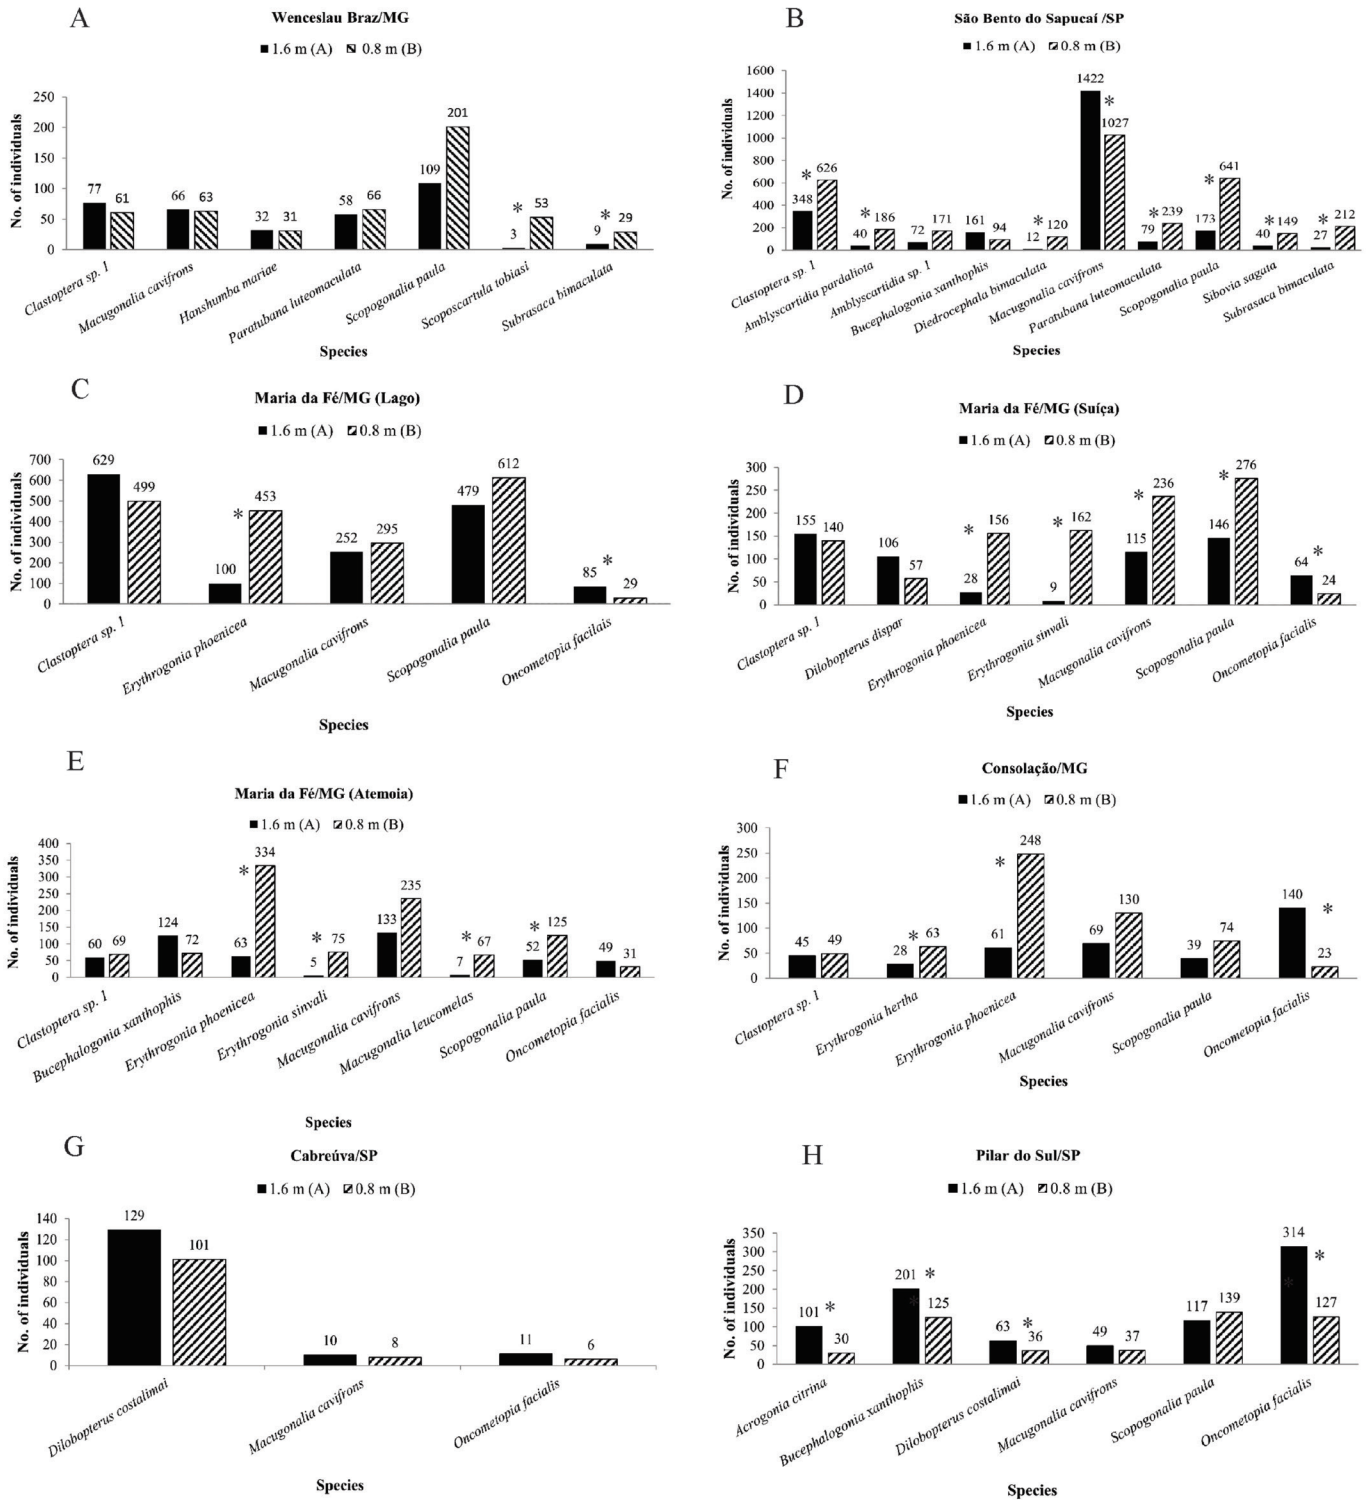 A
Wenceslau Braz/MG
1.6 m (A) 0.8 m (B)
No. of individuals
250
200
150
100
50
0
77 61 66 63 32 31 58 66 109 201 3 * 53 9 * 29
Clastoptera sp. 1
Macugonalia cavifrons
Hanshumba mariae
Paratubana luteomaculata
Scopogonalia paula
Scoposcartula tobiasi
Subrasaca bimaculata
Species
B
São Bento do Sapucaí /SP
1.6 m (A) 0.8 m (B)
No. of individuals
1600
1400
1200
1000
800
600
400
200
0
348 * 626 40 * 186 72 171 161 94 12 * 120 1422 * 1027 79 * 239 173 * 641 40 * 149 27 * 212
Clastoptera sp. 1
Amblyscartidia pardaliota
Amblyscartidia sp. 1
Bucephalogonia xanthophis
Diedrocephala bimaculata
Macugonalia cavifrons
Paratubana luteomaculata
Scopogonalia paula
Sibovia sagata
Subrasaca bimaculata
Species
C
Maria da Fé/MG (Lago)
1.6 m (A) 0.8 m (B)
No. of individuals
700
600
500
400
300
200
100
0
629 499 100 * 453 252 295 479 612 85 * 29
Clastoptera sp. 1
Erythrogonia phoenicea
Macugonalia cavifrons
Scopogonalia paula
Oncometopia facilais
Species
D
Maria da Fé/MG (Suíça)
1.6 m (A) 0.8 m (B)
No. of individuals
300
250
200
150
100
50
0
155 140 106 57 28 * 156 9 * 162 115 * 236 146 * 276 64 * 24
Clastoptera sp. 1
Dilobopterus dispar
Erythrogonia phoenicea
Erythrogonia sinvali
Macugonalia cavifrons
Scopogonalia paula
Oncometopia facialis
Species
E
Maria da Fé/MG (Atemoia)
1.6 m (A) 0.8 m (B)
No. of individuals
400
350
300
250
200
150
100
50
0
60 69 124 72 63 * 334 5 * 75 133 235 7 * 67 52 * 125 49 31
Clastoptera sp. 1
Bucephalogonia xanthophis
Erythrogonia phoenicea
Erythrogonia sinvali
Macugonalia cavifrons
Macugonalia leucomelas
Scopogonalia paula
Oncometopia facialis
Species
F
Consolação/MG
1.6 m (A) 0.8 m (B)
No. of individuals
300
250
200
150
100
50
0
45 49 28 * 63 61 * 248 69 130 39 74 140 * 23
Clastoptera sp. 1
Erythrogonia hertha
Erythrogonia phoenicea
Macugonalia cavifrons
Scopogonalia paula
Oncometopia facialis
Species
G
Cabreúva/SP
1.6 m (A) 0.8 m (B)
No. of individuals
140
120
100
80
60
40
20
0
129 101 10 8 11 6
Dilobopterus costalimai
Macugonalia cavifrons
Oncometopia facialis
Species
H
Pilar do Sul/SP
1.6 m (A) 0.8 m (B)
No. of individuals
350
300
250
200
150
100
50
0
101 * 30 201 * 125 63 * 36 49 37 117 139 314 * 127
Acrogonia citrina
Bucephalogonia xanthophis
Dilobopterus costalimai
Macugonalia cavifrons
Scopogonalia paula
Oncometopia facialis
Species